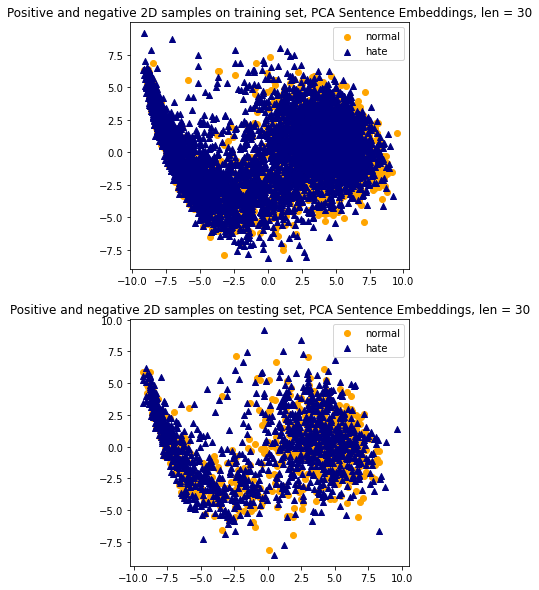 Positive and negative 2D samples on training set, PCA Sentence Embeddings, len = 30
normal
hate
7.5
5.0
2.5
0.0
−2.5
−5.0
−7.5
−10.0 −7.5 −5.0 −2.5 0.0 2.5 5.0 7.5 10.0
Positive and negative 2D samples on testing set, PCA Sentence Embeddings, len = 30
10.0
normal
hate
7.5
5.0
2.5
0.0
−2.5
−5.0
−7.5
−10.0 −7.5 −5.0 −2.5 0.0 2.5 5.0 7.5 10.0